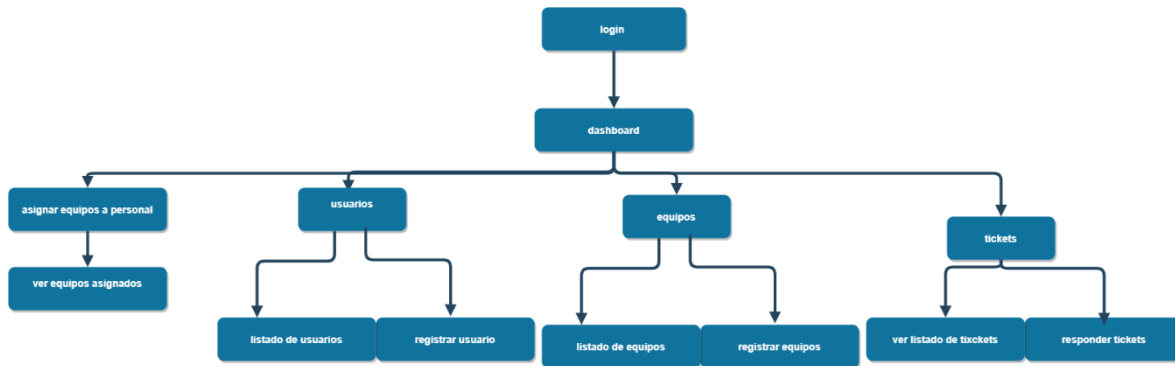 login
dashboard
asignar equipos a personal
usuarios
equipos
tickets
ver equipos asignados
listado de usuarios
registrar usuario
listado de equipos
registrar equipos
ver listado de tixckets
responder tickets